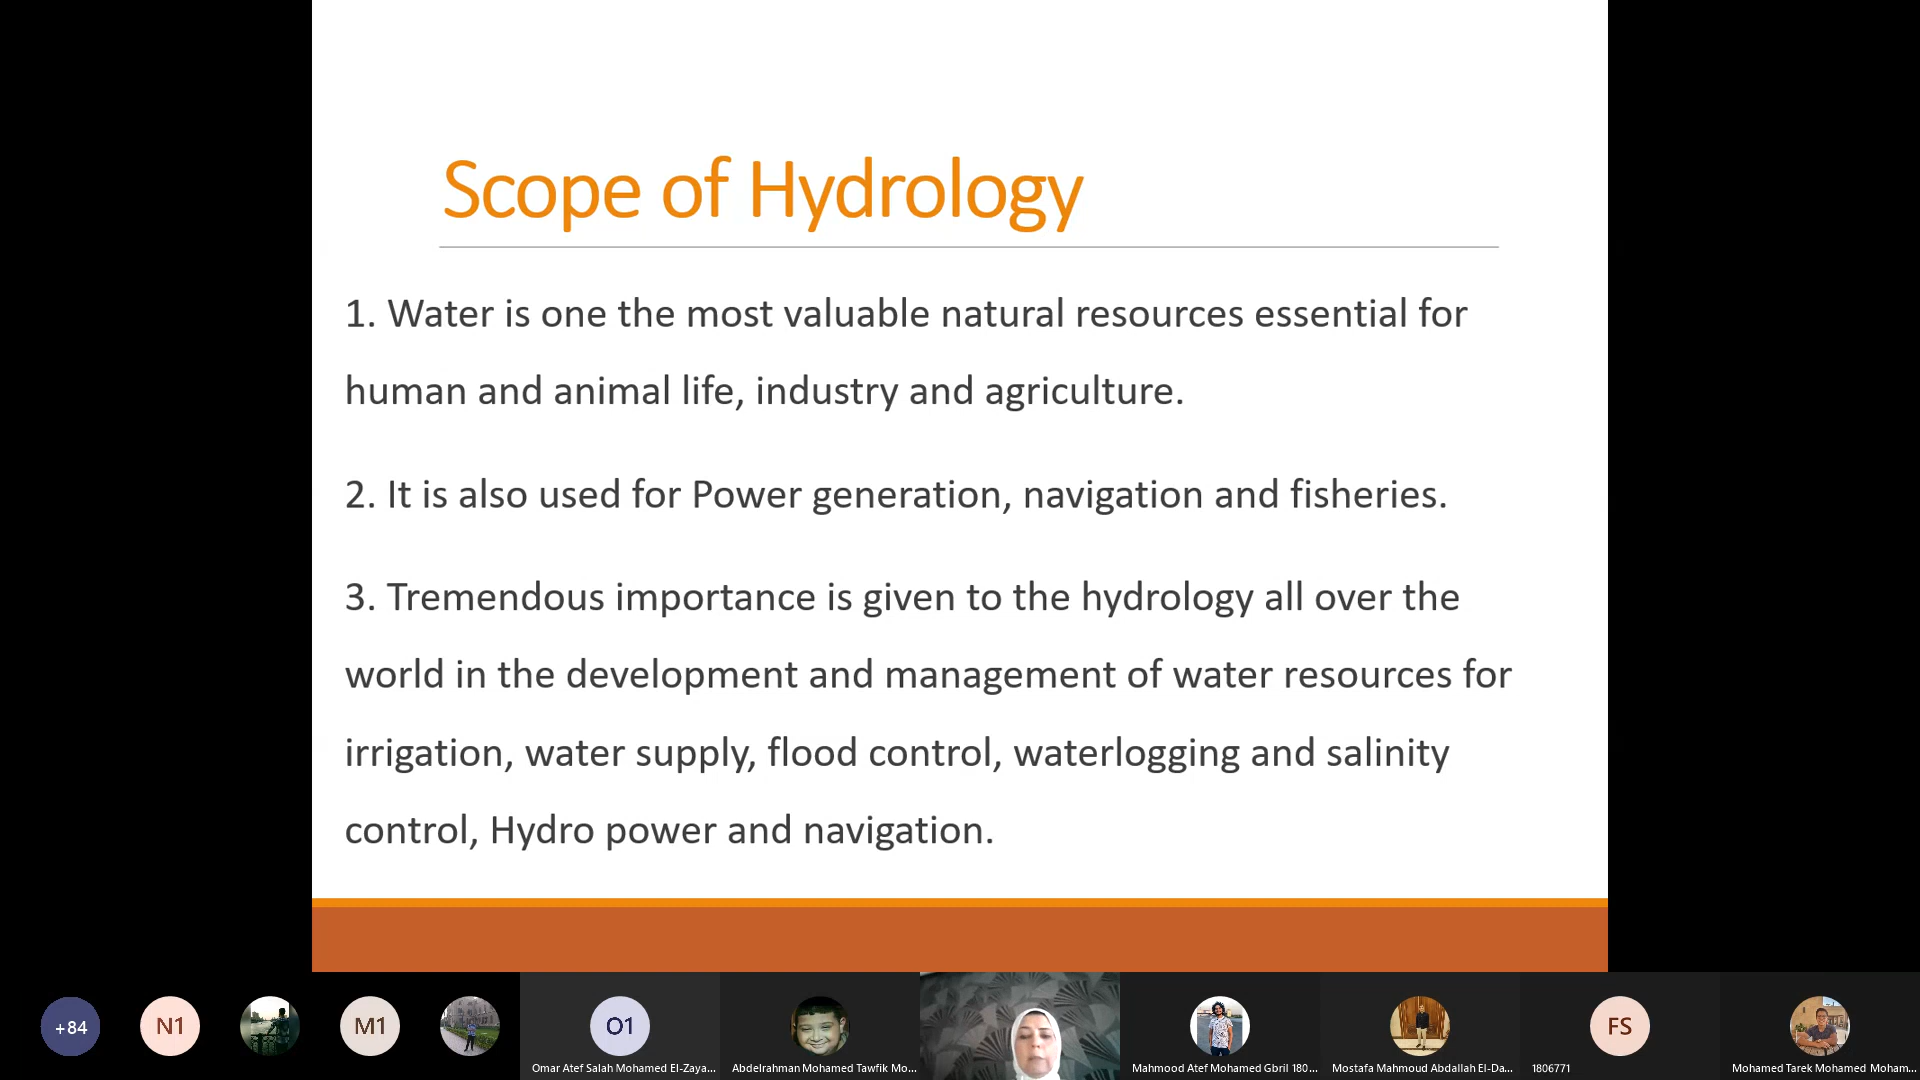 Scope of Hydrology
1. Water is one the most valuable natural resources essential for
human and animal life, industry and agriculture.
2. It is also used for Power generation, navigation and fisheries.
3. Tremendous importance is given to the hydrology all over the
world in the development and management of water resources for
irrigation, water supply, flood control, waterlogging and salinity
control, Hydro power and navigation.
+84
N1
M1
O1
FS
Omar Atef Salah Mohamed El-Zaya...
Abdelrahman Mohamed Tawfik Mo...
Mahmood Atef Mohamed Gbril 180...
Mostafa Mahmoud Abdallah El-Da...
1806771
Mohamed Tarek Mohamed Moham...